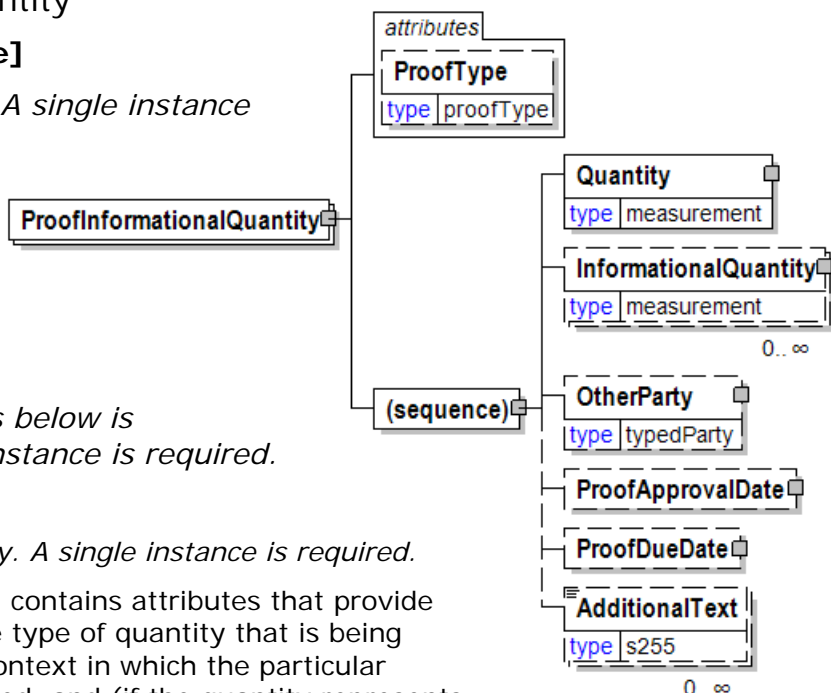 ntity
e]
A single instance
s below is
nstance is required.
y. A single instance is required.
contains attributes that provide
e type of quantity that is being
ontext in which the particular
attributes
ProofType
type proofType
ProofInformationalQuantity
(sequence)
Quantity
type measurement
InformationalQuantity
type measurement
0.. ∞
OtherParty
type typedParty
ProofApprovalDate
ProofDueDate
AdditionalText
type s255
0.. ∞